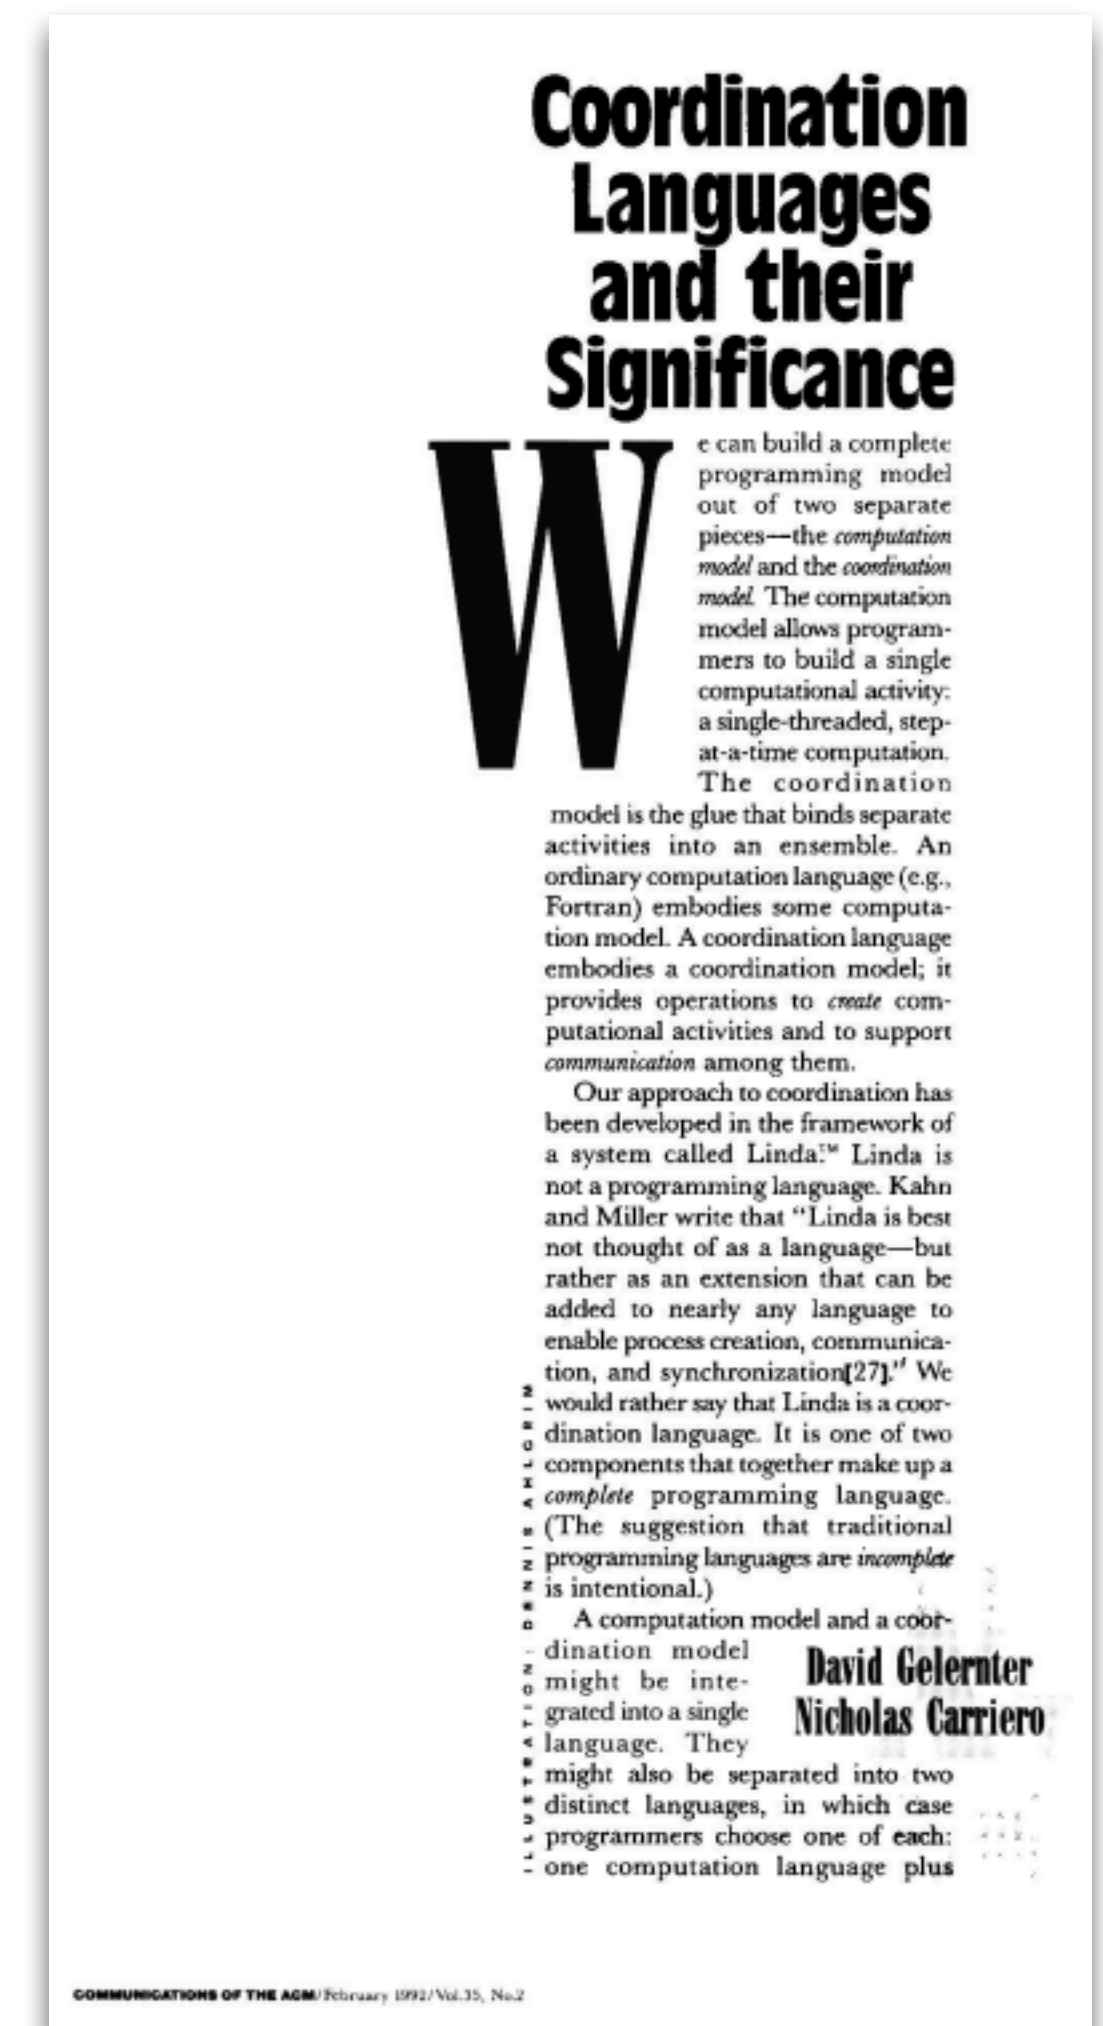 Coordination
Languages
and their
Significance
We can build a complete
programming model
out of two separate
pieces—the computation
model and the coordination
model. The computation
model allows program-
mers to build a single
computational activity:
a single-threaded, step-
at-a-time computation.
The coordination
model is the glue that binds separate
activities into an ensemble. An
ordinary computation language (e.g.,
Fortran) embodies some computa-
tion model. A coordination language
embodies a coordination model; it
provides operations to create com-
putational activities and to support
communication among them.
Our approach to coordination has
been developed in the framework of
a system called Linda.™ Linda is
not a programming language. Kahn
and Miller write that “Linda is best
not thought of as a language—but
rather as an extension that can be
added to nearly any language to
enable process creation, communica-
tion, and synchronization[27].” We
would rather say that Linda is a coor-
dination language. It is one of two
components that together make up a
complete programming language.
(The suggestion that traditional
programming languages are incomplete
is intentional.)
A computation model and a coor-
dination model
might be inte-
grated into a single
language. They
might also be separated into two
distinct languages, in which case
programmers choose one of each:
one computation language plus
David Gelernter
Nicholas Carriero
ILLUSTRATION: DENNIS AHLGRIM
COMMUNICATIONS OF THE ACM/February 1992/Vol.35, No.2